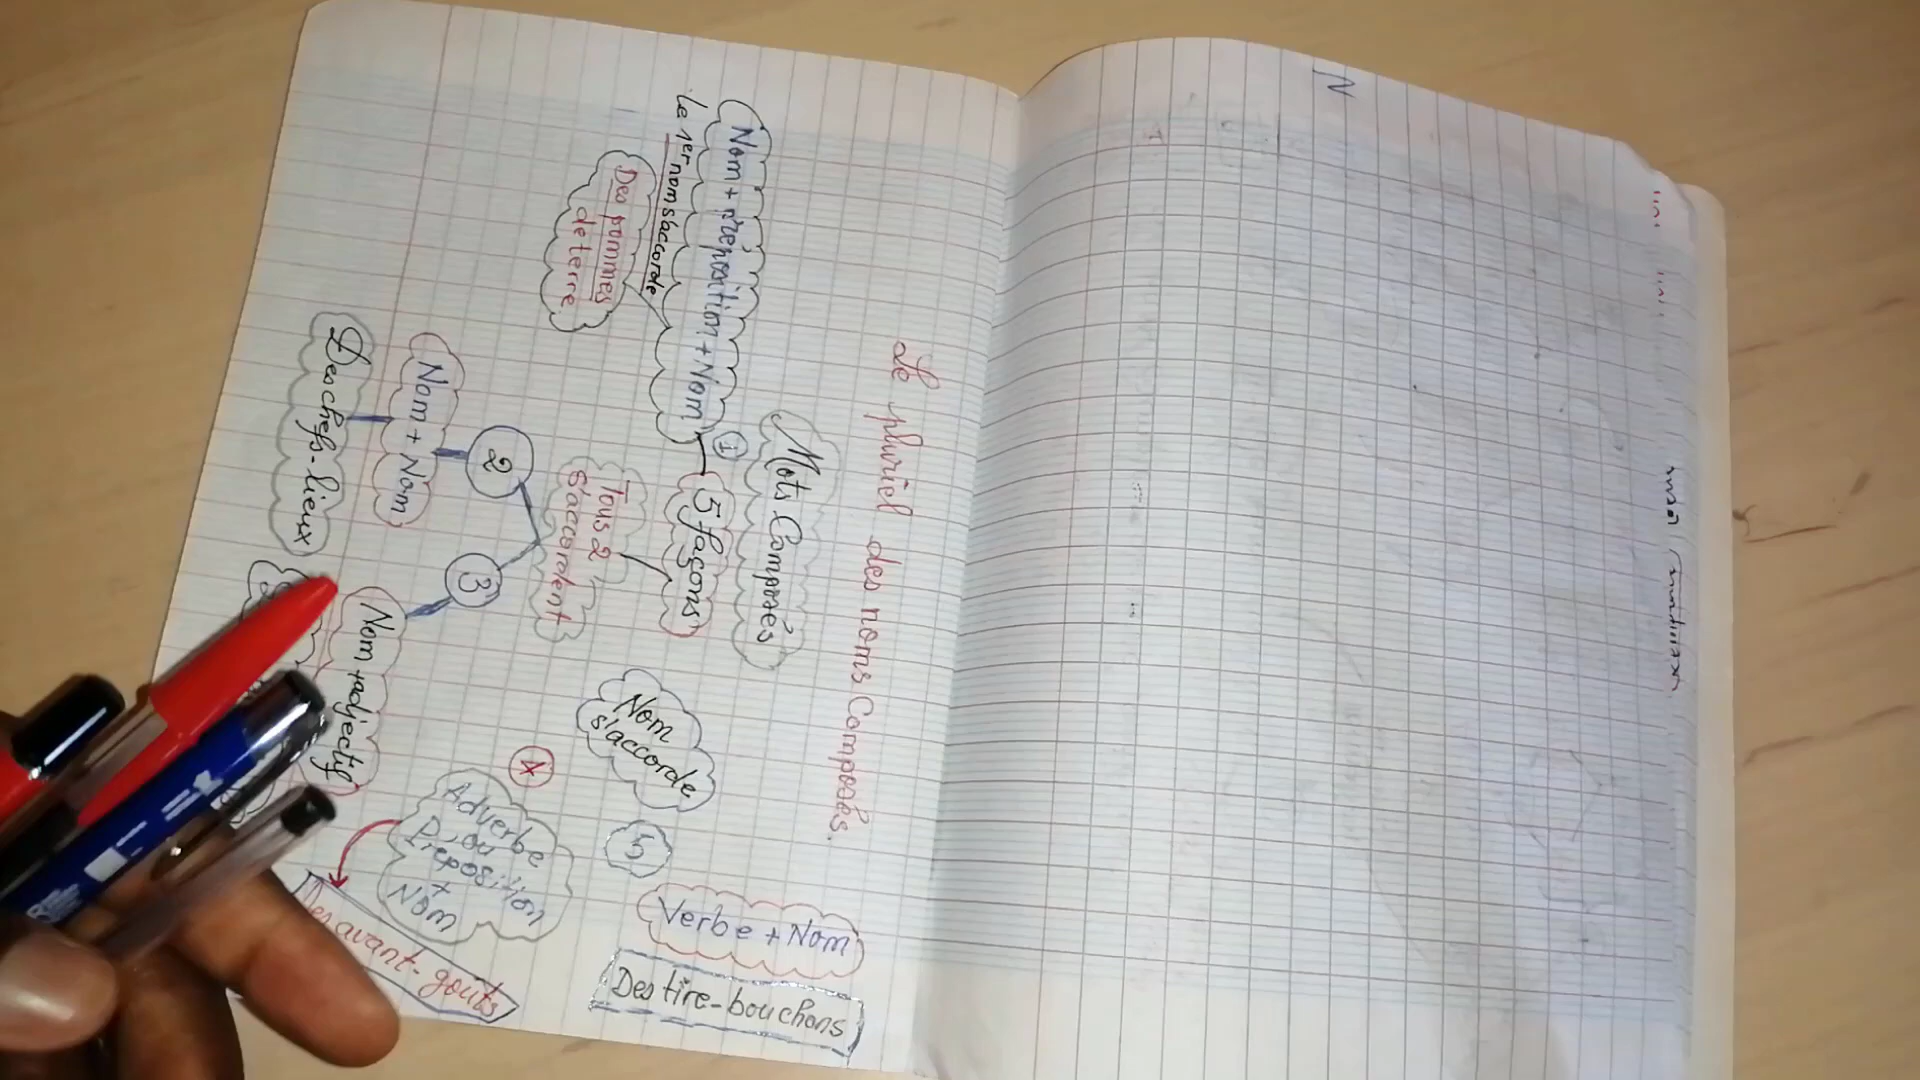 Le pluriel des noms Composés.
Mots Composés
5 façons
1
Nom + Préposition + Nom
Le 1er nom s'accorde
Des pommes
de terre
Tous 2
s'accordent
2
Nom + Nom
Des chefs-lieux
3
Nom + adjectif
Nom
s'accorde
4
Adverbe
ou
Préposition
+
Nom
Des avant-goûts
5
Verbe + Nom
Des tire-bouchons
N